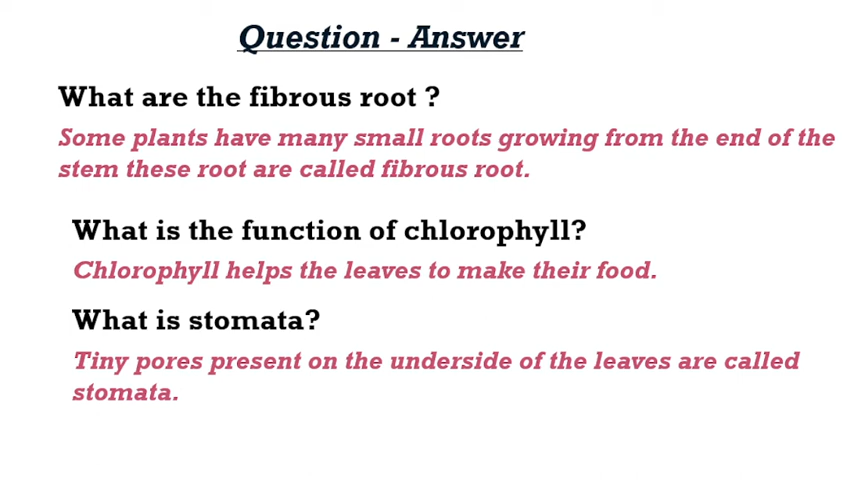 Question - Answer
What are the fibrous root ?
Some plants have many small roots growing from the end of the
stem these root are called fibrous root.
What is the function of chlorophyll?
Chlorophyll helps the leaves to make their food.
What is stomata?
Tiny pores present on the underside of the leaves are called
stomata.